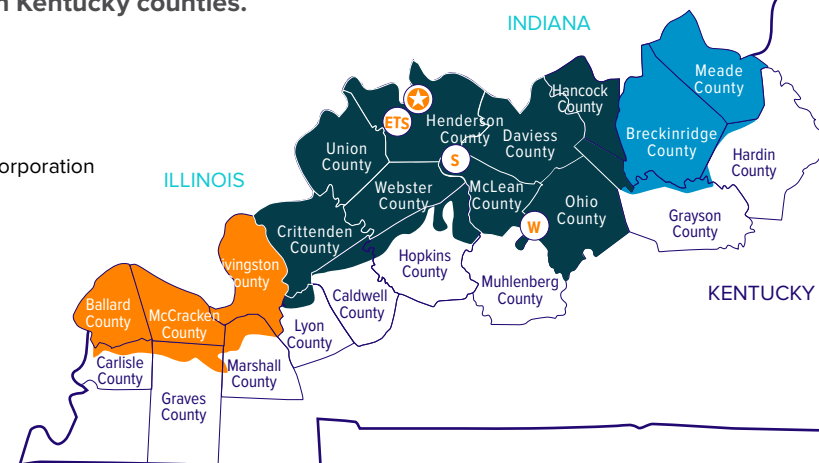 n Kentucky counties.
INDIANA
Meade
County
Hancock
County
ETS
Henderson
County
Daviess
County
Breckinridge
County
Union
County
S
Hardin
County
orporation
ILLINOIS
Webster
County
McLean
County
Ohio
County
Grayson
County
Crittenden
County
W
Hopkins
County
ivingston
ounty
Muhlenberg
County
KENTUCKY
Ballard
County
McCracken
County
Caldwell
County
Lyon
County
Carlisle
County
Marshall
County
Graves
County